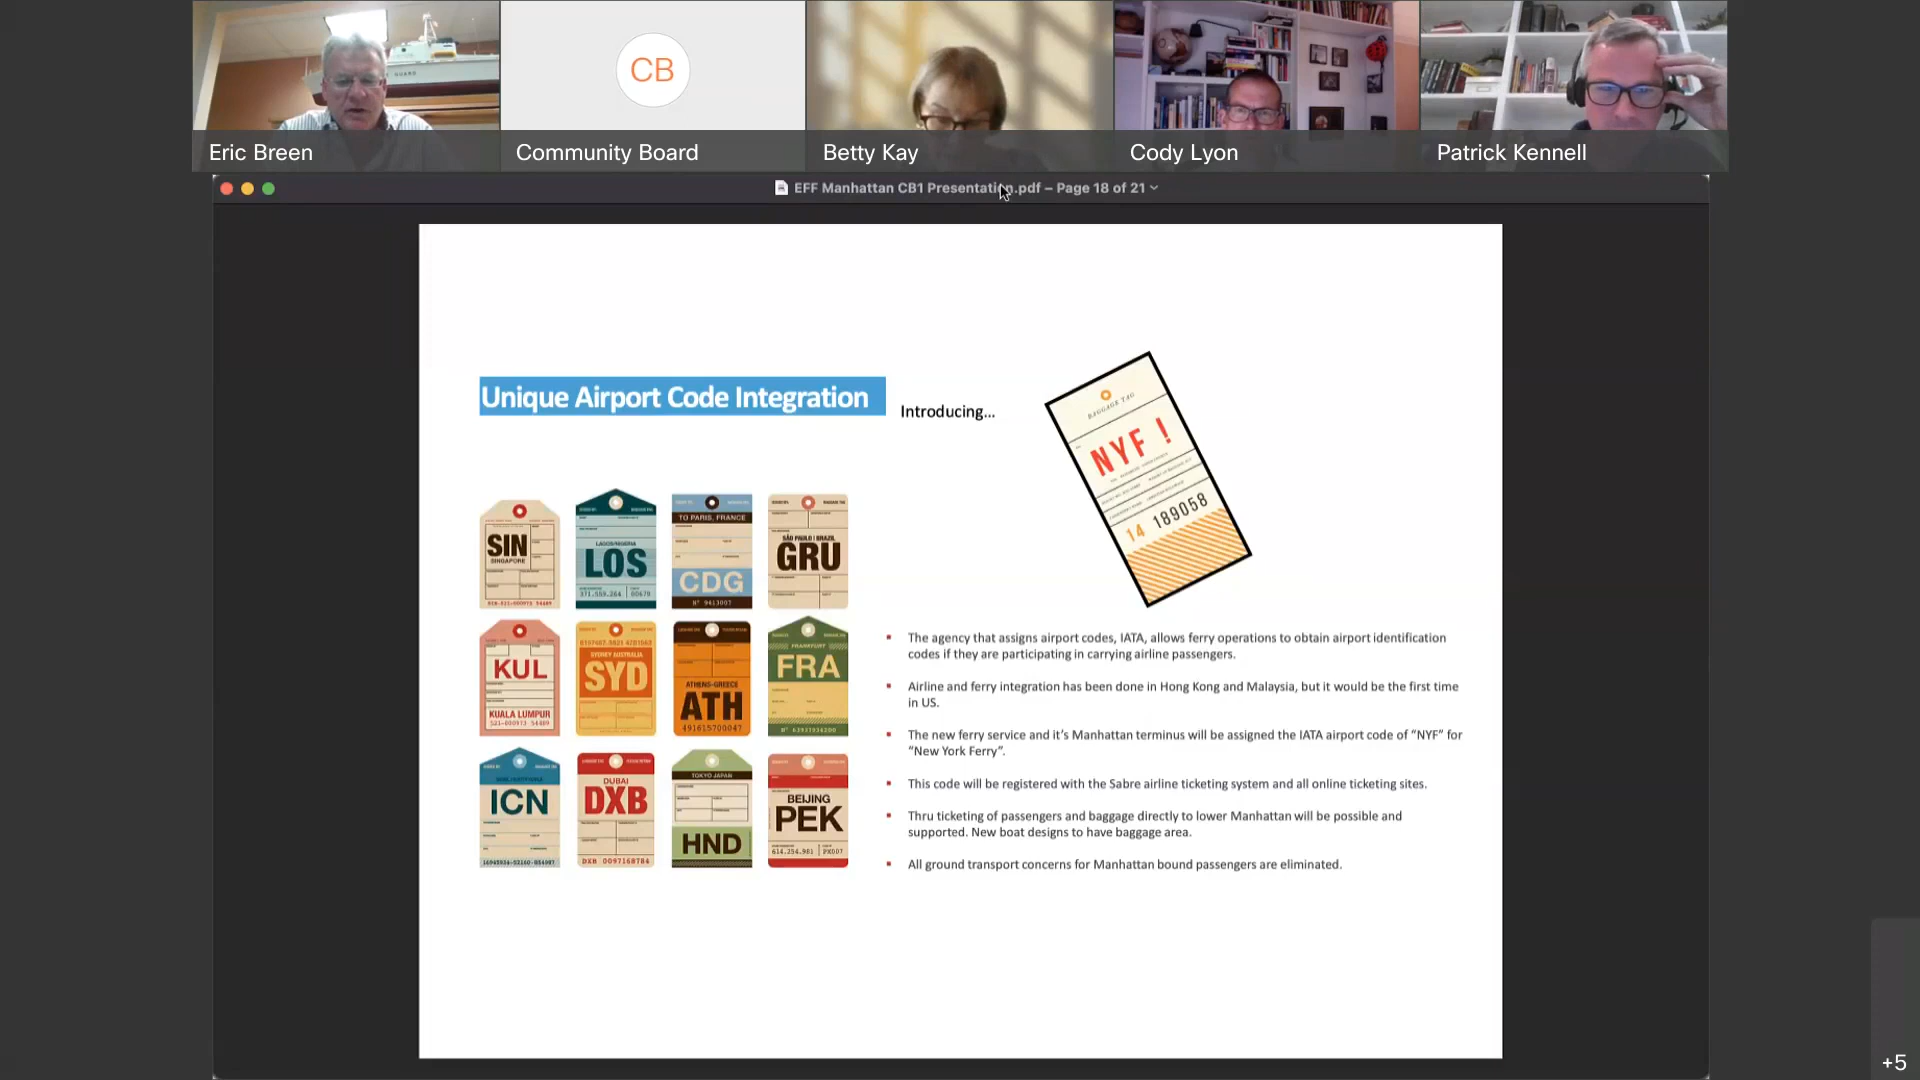 GUARD
CB
Eric Breen
Community Board
Betty Kay
Cody Lyon
Patrick Kennell
EFF Manhattan CB1 Presentation.pdf – Page 18 of 21
Unique Airport Code Integration
Introducing...
BAGGAGE TAG
NYF !
14 189058
SIN
SINGAPORE
LOS
TO PARIS, FRANCE
CDG
N° 9413007
SÃO PAULO | BRAZIL
GRU
KUL
KUALA LUMPUR
SYDNEY AUSTRALIA
SYD
ATHENS-GREECE
ATH
491615700047
FRANKFURT
FRA
ICN
DUBAI
DXB
DXB 0097168784
TOKYO JAPAN
HND
BEIJING
PEK
▪ The agency that assigns airport codes, IATA, allows ferry operations to obtain airport identification
codes if they are participating in carrying airline passengers.
▪ Airline and ferry integration has been done in Hong Kong and Malaysia, but it would be the first time
in US.
▪ The new ferry service and it’s Manhattan terminus will be assigned the IATA airport code of “NYF” for
“New York Ferry”.
▪ This code will be registered with the Sabre airline ticketing system and all online ticketing sites.
▪ Thru ticketing of passengers and baggage directly to lower Manhattan will be possible and
supported. New boat designs to have baggage area.
▪ All ground transport concerns for Manhattan bound passengers are eliminated.
+5